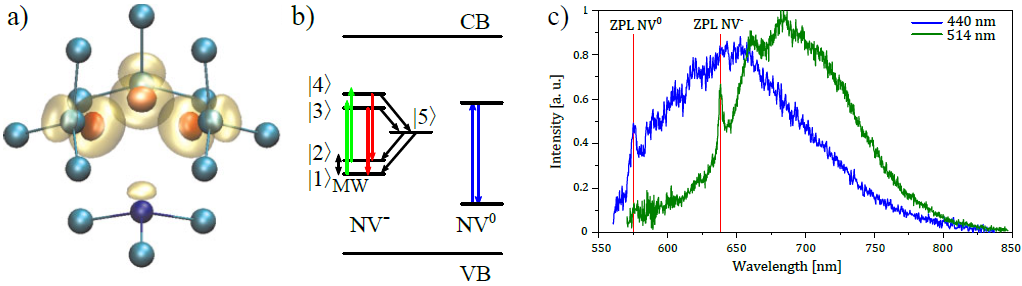 a)
b)
CB
|4⟩
|3⟩
|5⟩
|2⟩
|1⟩
MW
NV⁻
NV⁰
VB
c)
ZPL NV⁰
ZPL NV⁻
440 nm
514 nm
Intensity [a. u.]
1
0.8
0.6
0.4
0.2
0
550
600
650
700
750
800
850
Wavelength [nm]